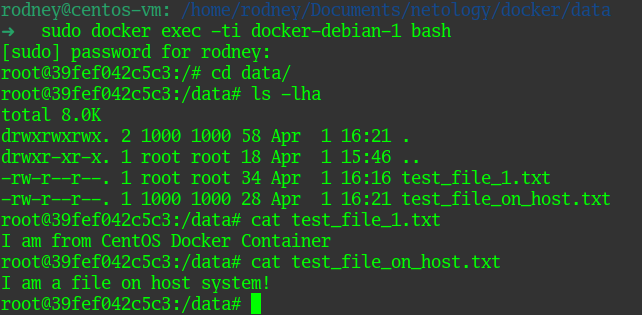 rodney@centos-vm: /home/rodney/Documents/netology/docker/data
➜  sudo docker exec -ti docker-debian-1 bash
[sudo] password for rodney:
root@39fef042c5c3:/# cd data/
root@39fef042c5c3:/data# ls -lha
total 8.0K
drwxrwxrwx. 2 1000 1000 58 Apr  1 16:21 .
drwxr-xr-x. 1 root root 18 Apr  1 15:46 ..
-rw-r--r--. 1 root root 34 Apr  1 16:16 test_file_1.txt
-rw-r--r--. 1 1000 1000 28 Apr  1 16:21 test_file_on_host.txt
root@39fef042c5c3:/data# cat test_file_1.txt
I am from CentOS Docker Container
root@39fef042c5c3:/data# cat test_file_on_host.txt
I am a file on host system!
root@39fef042c5c3:/data#